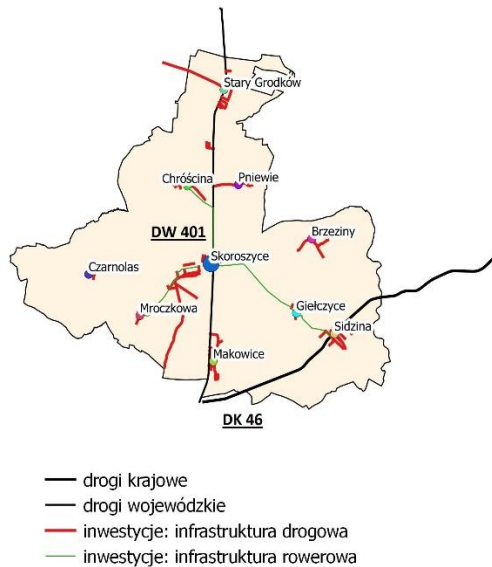 Stary Grodków
Chróścina
Pniewie
DW 401
Brzeziny
Skoroszyce
Czarnolas
Mroczkowa
Giełczyce
Sidzina
Makowice
DK 46
drogi krajowe
drogi wojewódzkie
inwestycje: infrastruktura drogowa
inwestycje: infrastruktura rowerowa